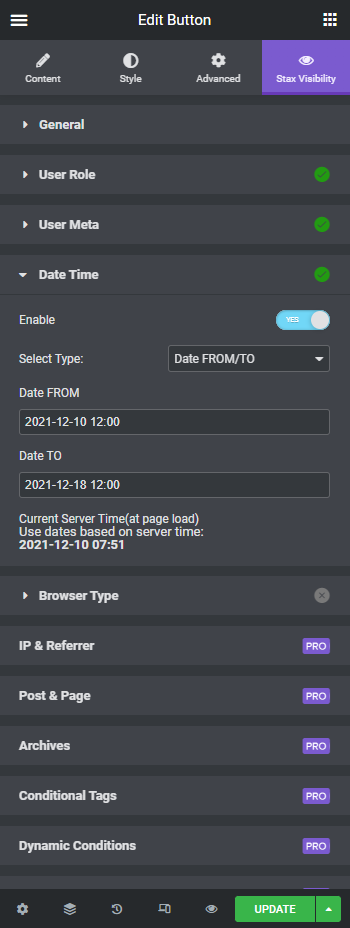 Edit Button
Content Style Advanced Stax Visibility
General
User Role
User Meta
Date Time
Enable YES
Select Type: Date FROM/TO
Date FROM
2021-12-10 12:00
Date TO
2021-12-18 12:00
Current Server Time(at page load)
Use dates based on server time:
2021-12-10 07:51
Browser Type
IP & Referrer PRO
Post & Page PRO
Archives PRO
Conditional Tags PRO
Dynamic Conditions PRO
UPDATE